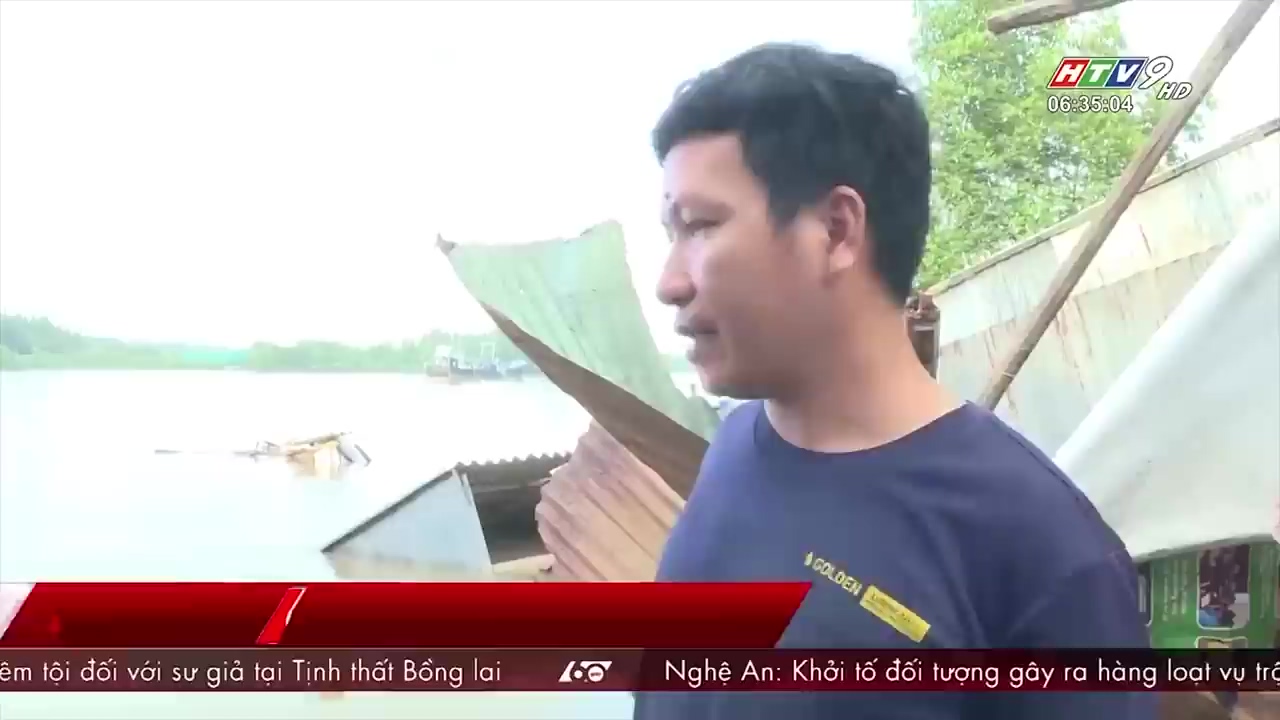 HTV9
HD
06:35:04
GOLDEN
êm tội đối với sư giả tại Tịnh thất Bồng lai
Nghệ An: Khởi tố đối tượng gây ra hàng loạt vụ trộ